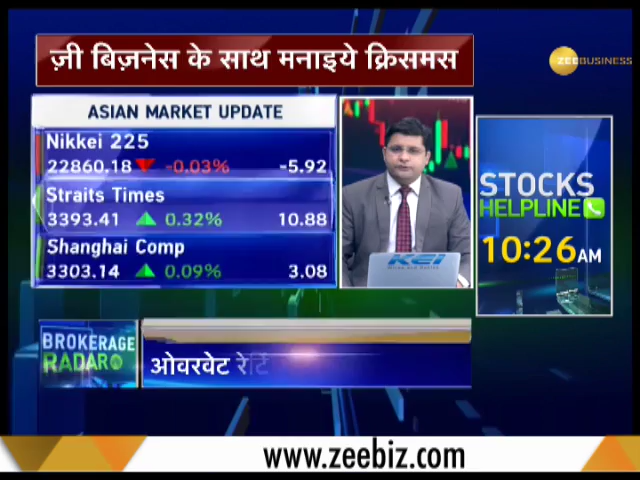 ज़ी बिज़नेस के साथ मनाइये क्रिसमस
ZEEBUSINESS
ASIAN MARKET UPDATE
Nikkei 225
22860.18 -0.03% -5.92
Straits Times
3393.41 0.32% 10.88
Shanghai Comp
3303.14 0.09% 3.08
STOCKS
HELPLINE
10:26AM
KEI
BROKERAGE
RADAR
ओवरवेट
www.zeebiz.com